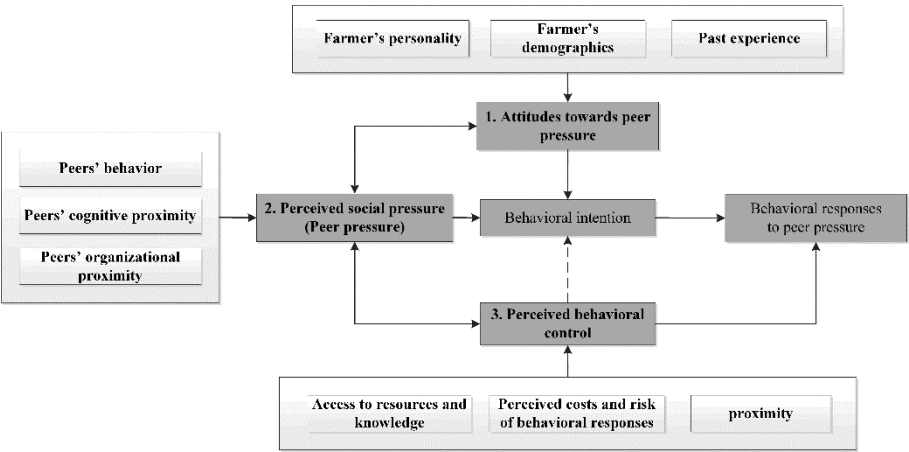 Farmer's personality
Farmer's
demographics
Past experience
1. Attitudes towards peer
pressure
Peers' behavior
Peers' cognitive proximity
Peers' organizational
proximity
2. Perceived social pressure
(Peer pressure)
Behavioral intention
Behavioral responses
to peer pressure
3. Perceived behavioral
control
Access to resources and
knowledge
Perceived costs and risk
of behavioral responses
proximity